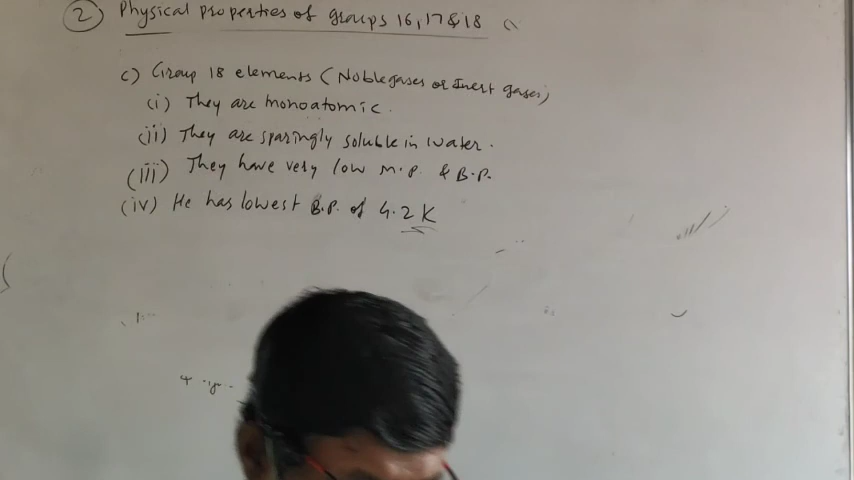 2 Physical properties of groups 16, 17 & 18
c) Group 18 elements (Noble gases or Inert gases)
(i) They are monoatomic.
(ii) They are sparingly soluble in water.
(iii) They have very low m.p. & B.P.
(iv) He has lowest B.P. of 4.2 K